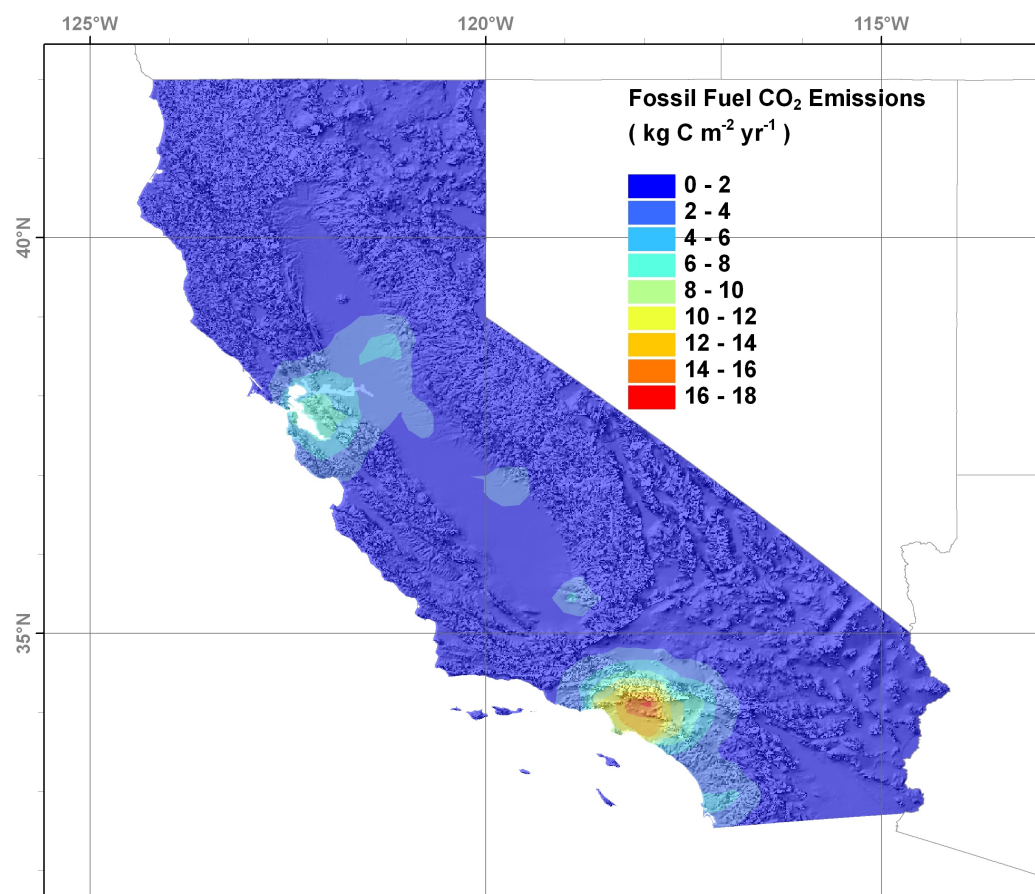 125°W 120°W 115°W
Fossil Fuel CO₂ Emissions
( kg C m⁻² yr⁻¹ )
0 - 2
2 - 4
40°N
4 - 6
6 - 8
8 - 10
10 - 12
12 - 14
14 - 16
16 - 18
35°N